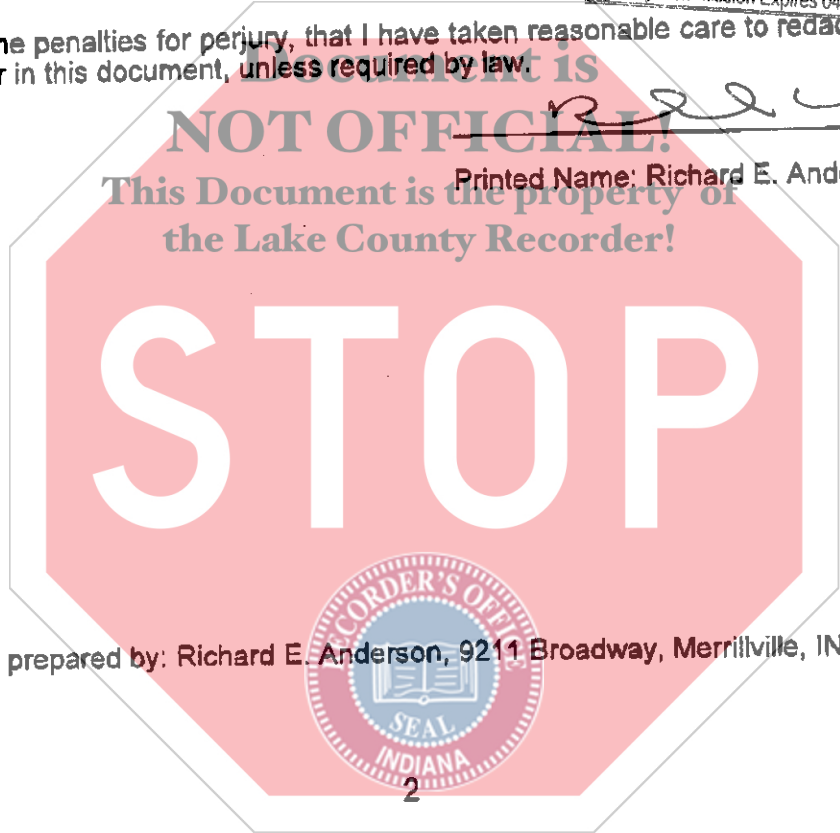 Expires 04
he penalties for perjury, that I have taken reasonable care to redac
r in this document, unless required by law.
Document is
NOT OFFICIAL!
This Document is the property of
the Lake County Recorder!
Printed Name: Richard E. And
STOP
RECORDER'S OFFICE
prepared by: Richard E. Anderson, 9211 Broadway, Merrillville, IN
SEAL
INDIANA
2